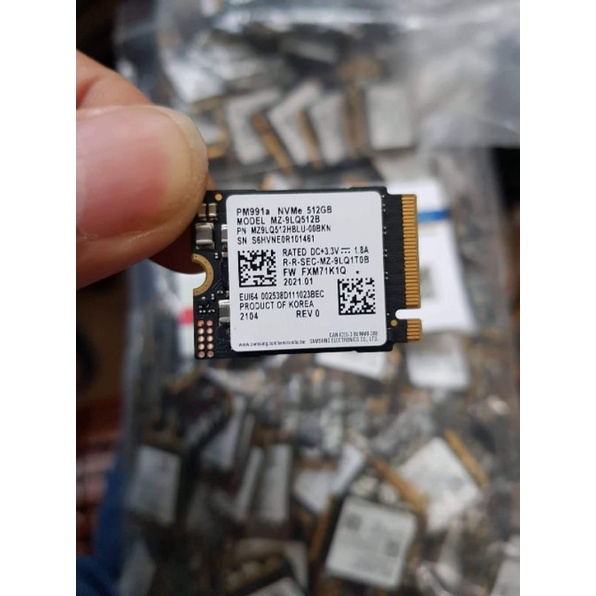 PM991a NVMe 512GB
MODEL MZ-9LQ512B
PN MZ9LQ512HBLU-00BKN
SN S6HVNE0R101461
RATED DC+3.3V 1.8A
R-R-SEC-MZ-9LQ1T0B
FW FXM71K1Q
2021.01
EUI64 002538D111023BEC
PRODUCT OF KOREA
2104 REV 0
SAMSUNG ELECTRONICS CO., LTD.